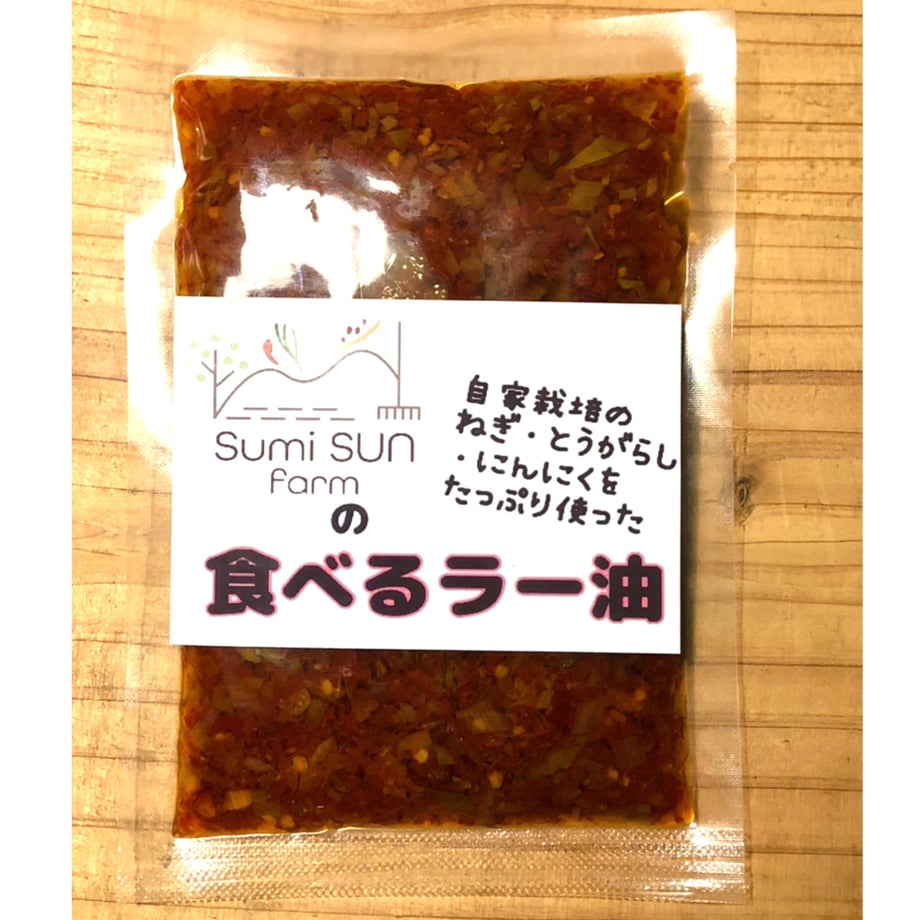 Sumi SUN
Farm
の
自家栽培の
ねぎ・とうがらし
・にんにくを
たっぷり使った
食べるラー油